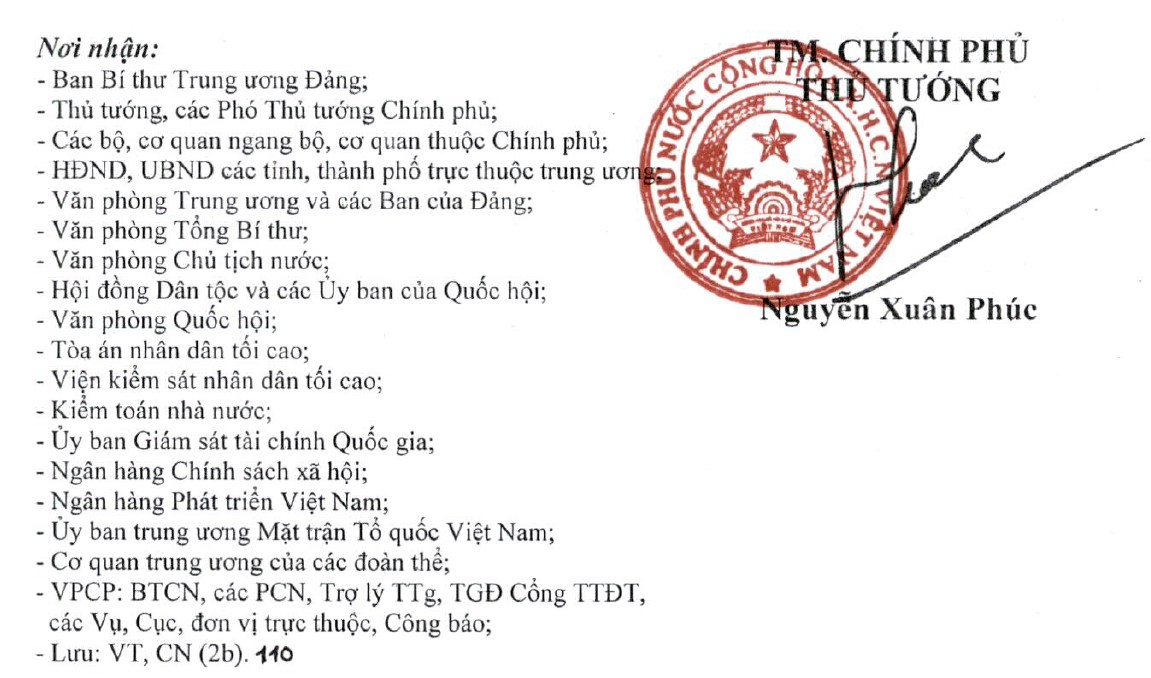 Nơi nhận:
- Ban Bí thư Trung ương Đảng;
- Thủ tướng, các Phó Thủ tướng Chính phủ;
- Các bộ, cơ quan ngang bộ, cơ quan thuộc Chính phủ;
- HĐND, UBND các tỉnh, thành phố trực thuộc trung ương;
- Văn phòng Trung ương và các Ban của Đảng;
- Văn phòng Tổng Bí thư;
- Văn phòng Chủ tịch nước;
- Hội đồng Dân tộc và các Ủy ban của Quốc hội;
- Văn phòng Quốc hội;
- Tòa án nhân dân tối cao;
- Viện kiểm sát nhân dân tối cao;
- Kiểm toán nhà nước;
- Ủy ban Giám sát tài chính Quốc gia;
- Ngân hàng Chính sách xã hội;
- Ngân hàng Phát triển Việt Nam;
- Ủy ban trung ương Mặt trận Tổ quốc Việt Nam;
- Cơ quan trung ương của các đoàn thể;
- VPCP: BTCN, các PCN, Trợ lý TTg, TGĐ Cổng TTĐT,
các Vụ, Cục, đơn vị trực thuộc, Công báo;
- Lưu: VT, CN (2b). 110
TM. CHÍNH PHỦ
THỦ TƯỚNG
CHÍNH PHỦ NƯỚC CỘNG HÒA X.H.C.N VIỆT NAM
Phúc
Nguyễn Xuân Phúc